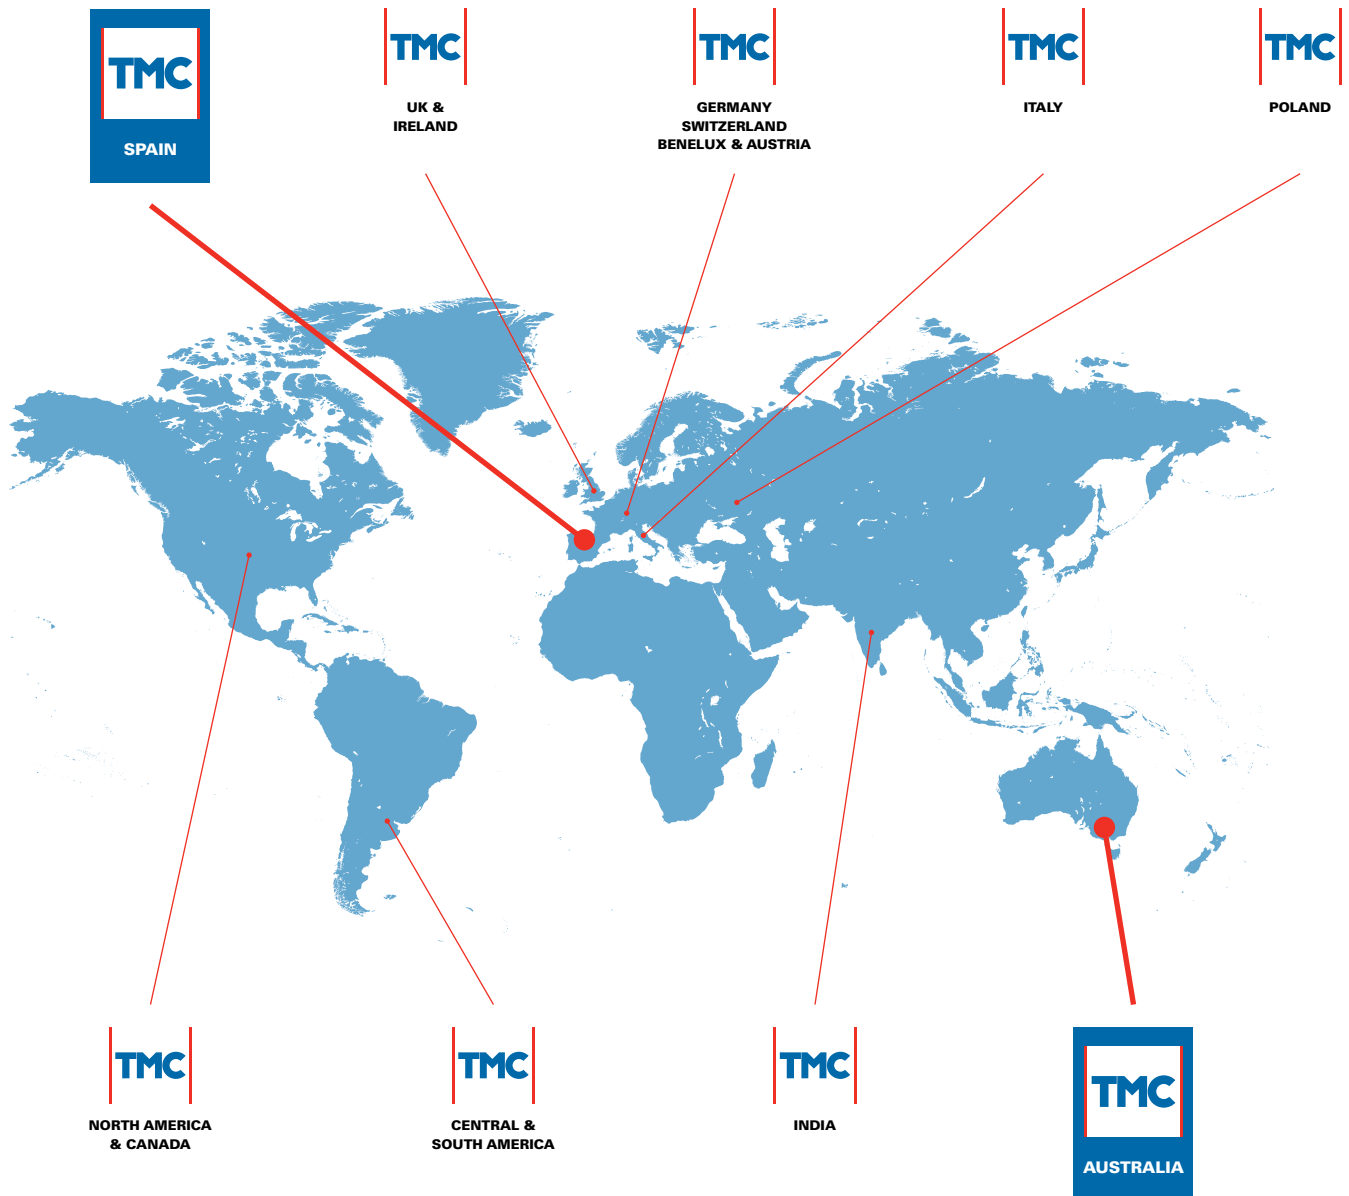 TMC
SPAIN
TMC
UK &
IRELAND
TMC
GERMANY
SWITZERLAND
BENELUX & AUSTRIA
TMC
ITALY
TMC
POLAND
TMC
NORTH AMERICA
& CANADA
TMC
CENTRAL &
SOUTH AMERICA
TMC
INDIA
TMC
AUSTRALIA